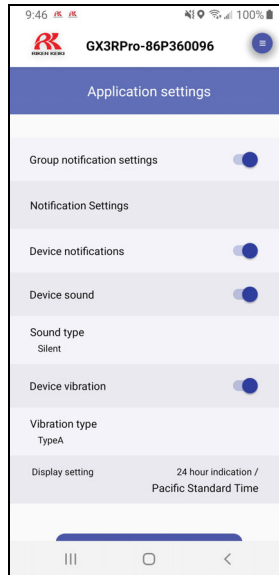 9:46 100%
RIKEN KEIKI
GX3RPro-86P360096
Application settings
Group notification settings
Notification Settings
Device notifications
Device sound
Sound type
Silent
Device vibration
Vibration type
TypeA
Display setting 24 hour indication /
Pacific Standard Time